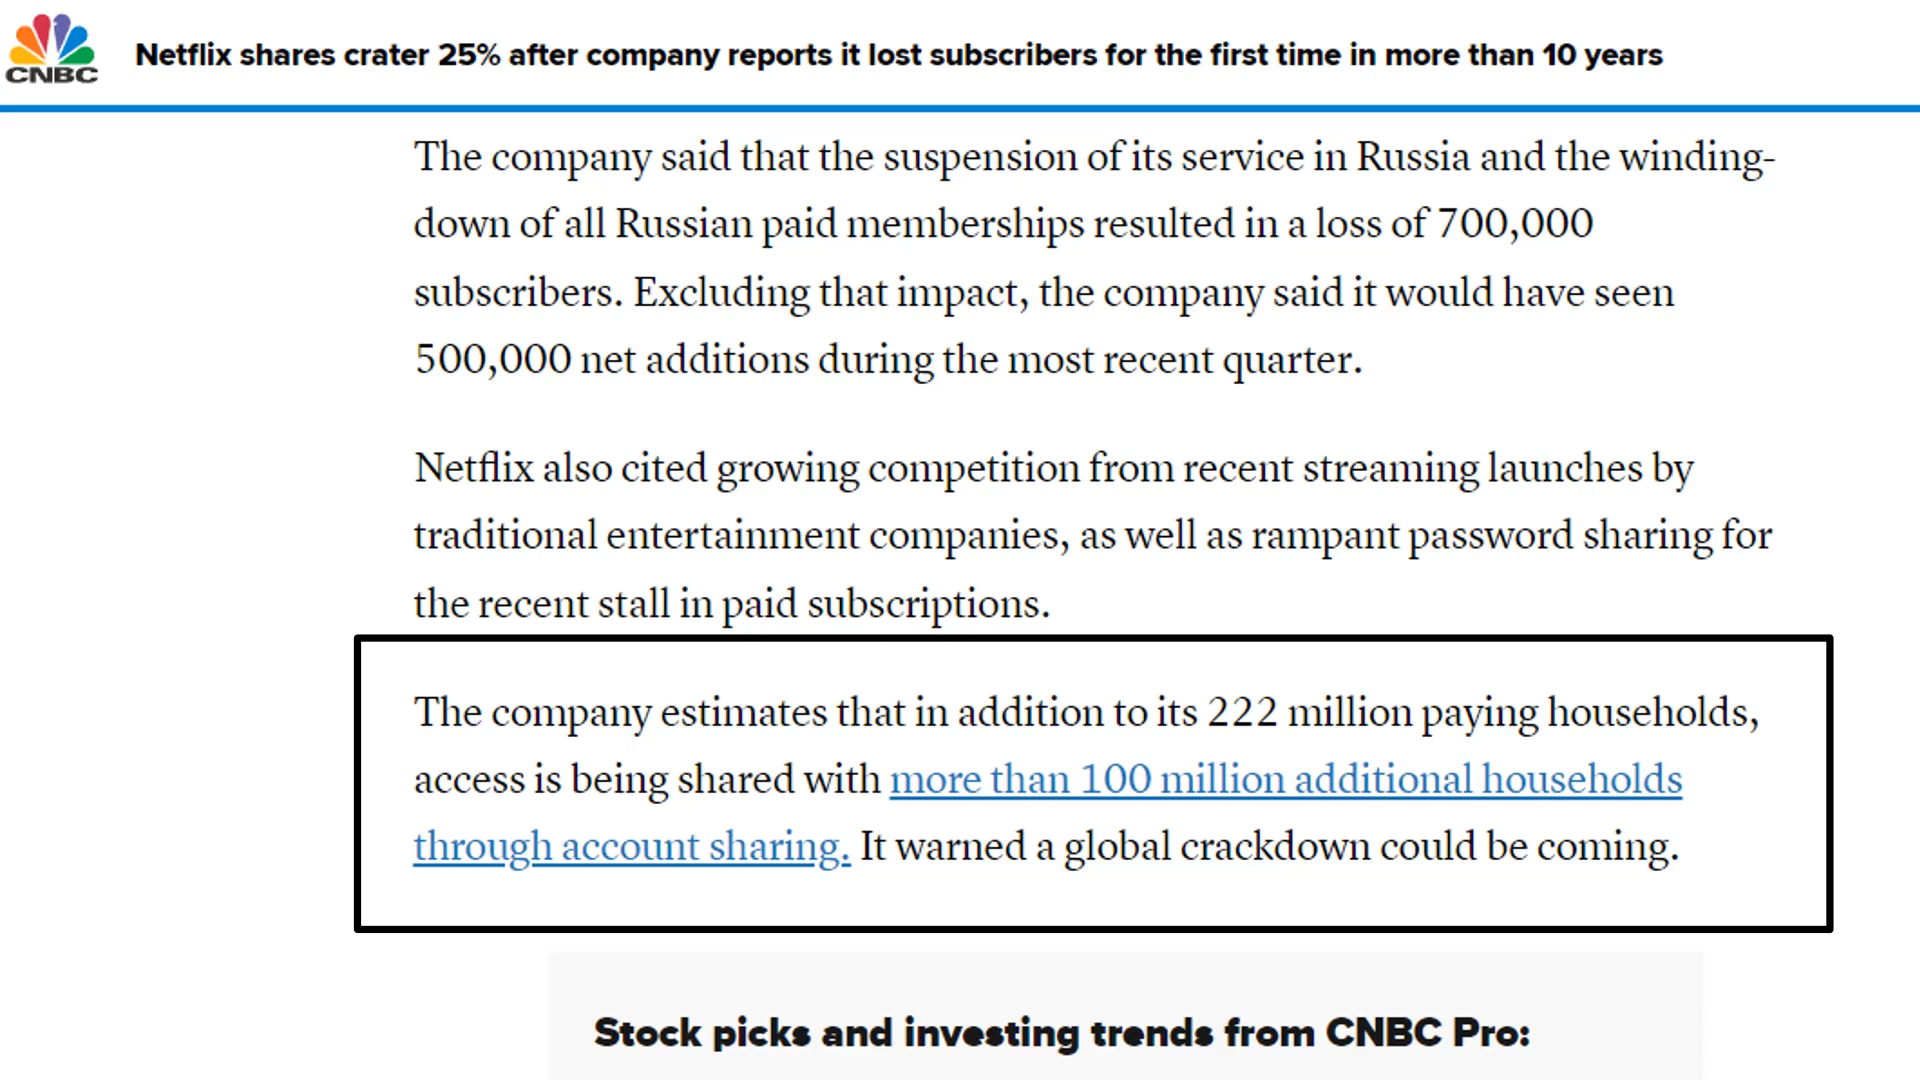 CNBC
Netflix shares crater 25% after company reports it lost subscribers for the first time in more than 10 years
The company said that the suspension of its service in Russia and the winding-
down of all Russian paid memberships resulted in a loss of 700,000
subscribers. Excluding that impact, the company said it would have seen
500,000 net additions during the most recent quarter.
Netflix also cited growing competition from recent streaming launches by
traditional entertainment companies, as well as rampant password sharing for
the recent stall in paid subscriptions.
The company estimates that in addition to its 222 million paying households,
access is being shared with more than 100 million additional households
through account sharing. It warned a global crackdown could be coming.
Stock picks and investing trends from CNBC Pro: